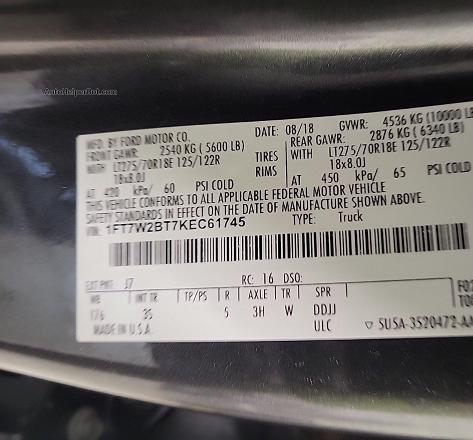 AutoHelperBot.com
MFD. BY FORD MOTOR CO.
DATE: 08/18 GVWR: 4536 KG (10000 LB
FRONT GAWR: 2540 KG (5600 LB) REAR GAWR: 2876 KG (6340 LB)
LT275/70R18E 125/122R TIRES WITH LT275/70R18E 125/122R
18x8.0J RIMS 18x8.0J
AT 420 kPa/ 60 PSI COLD AT 450 kPa/ 65 PSI COLD
THIS VEHICLE CONFORMS TO ALL APPLICABLE FEDERAL MOTOR VEHICLE
SAFETY STANDARDS IN EFFECT ON THE DATE OF MANUFACTURE SHOWN ABOVE.
VIN: 1FT7W2BT7KEC61745 TYPE: Truck
EXT PNT: J7 RC: 16 DSO:
WB INT TR TP/PS R AXLE TR SPR
176 3S 5 3H W DDJJ
MADE IN U.S.A. ULC
5U5A-3520472-AA